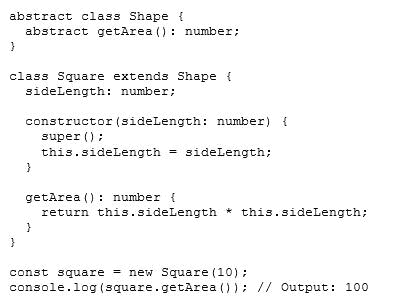 abstract class Shape {
  abstract getArea(): number;
}

class Square extends Shape {
  sideLength: number;

  constructor(sideLength: number) {
    super();
    this.sideLength = sideLength;
  }

  getArea(): number {
    return this.sideLength * this.sideLength;
  }
}

const square = new Square(10);
console.log(square.getArea()); // Output: 100